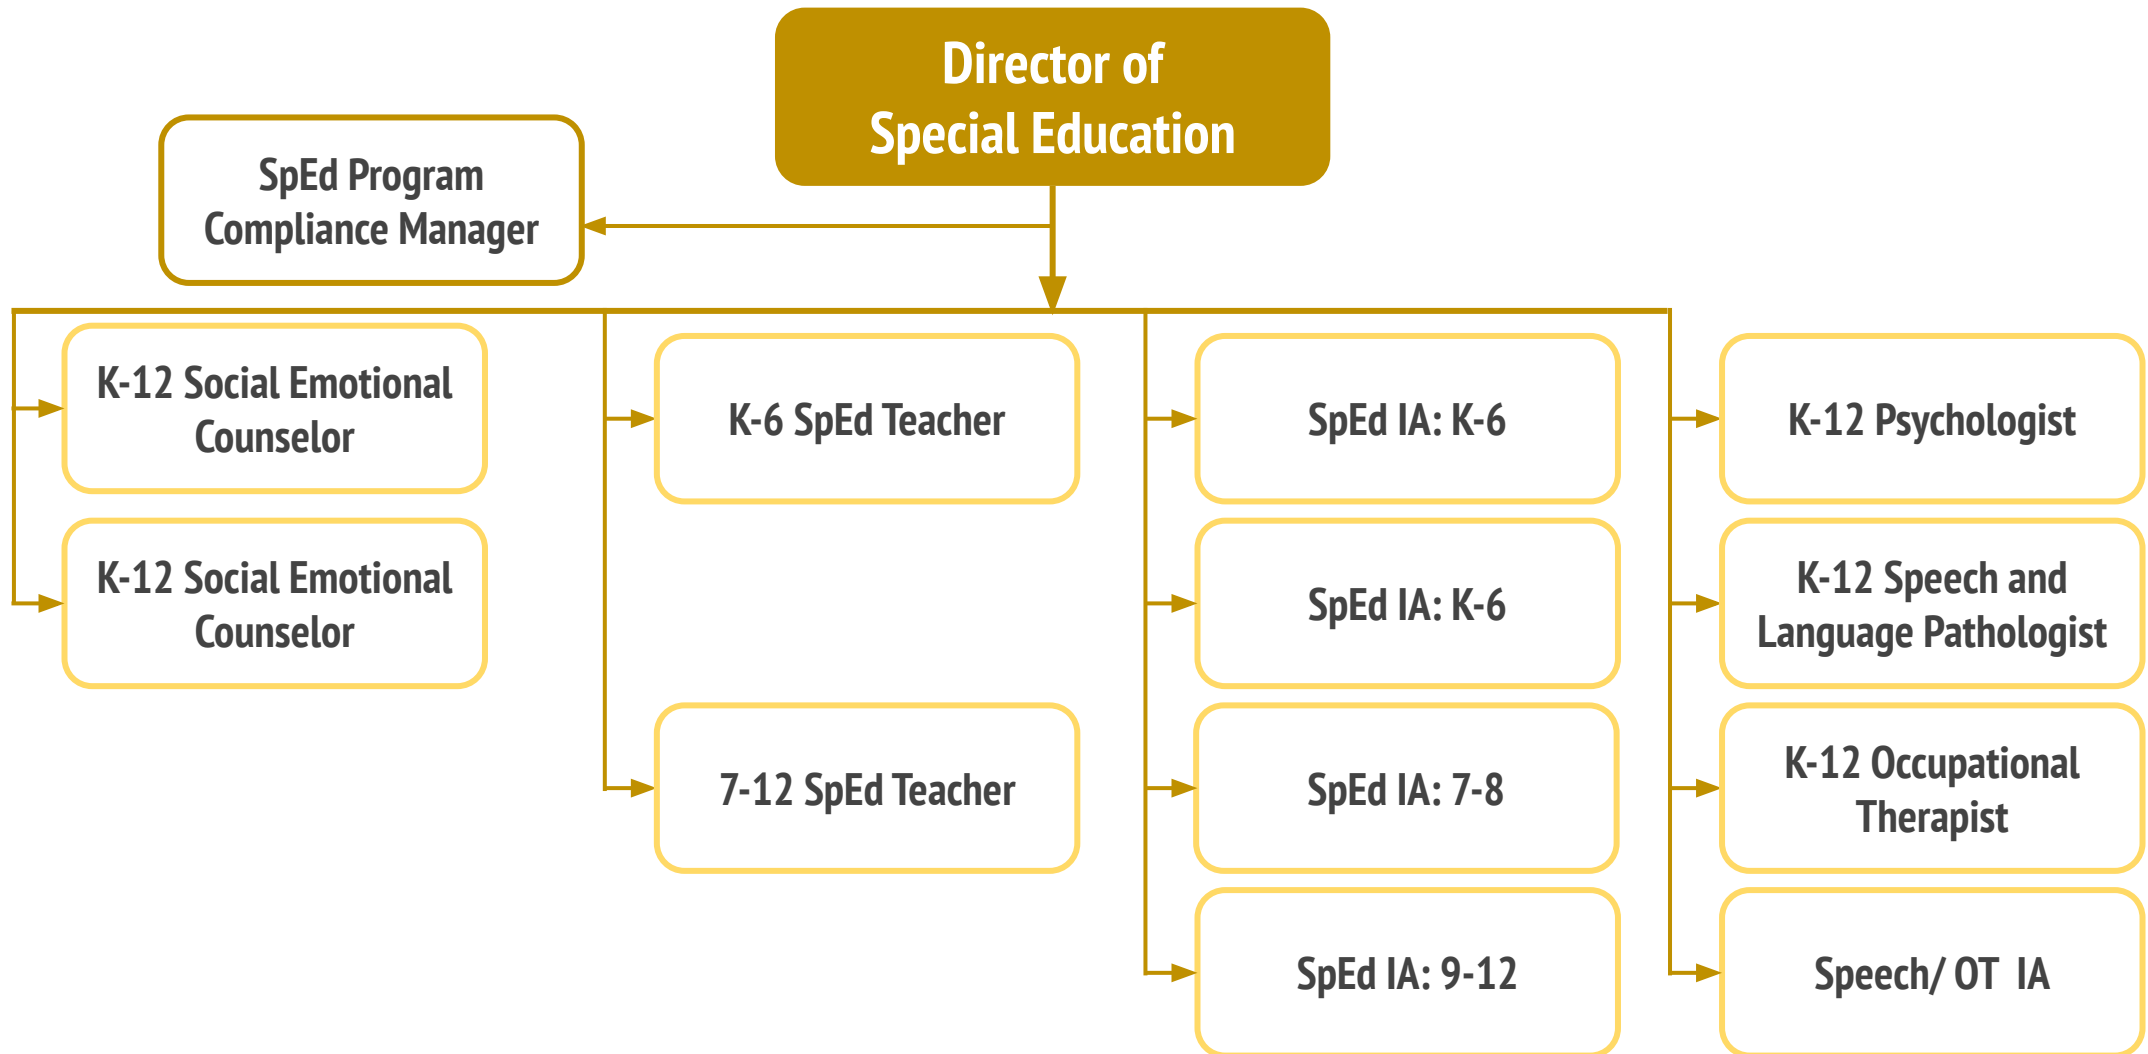 Director of
Special Education
SpEd Program
Compliance Manager
K-12 Social Emotional
Counselor
K-12 Social Emotional
Counselor
K-6 SpEd Teacher
7-12 SpEd Teacher
SpEd IA: K-6
SpEd IA: K-6
SpEd IA: 7-8
SpEd IA: 9-12
K-12 Psychologist
K-12 Speech and
Language Pathologist
K-12 Occupational
Therapist
Speech/ OT  IA